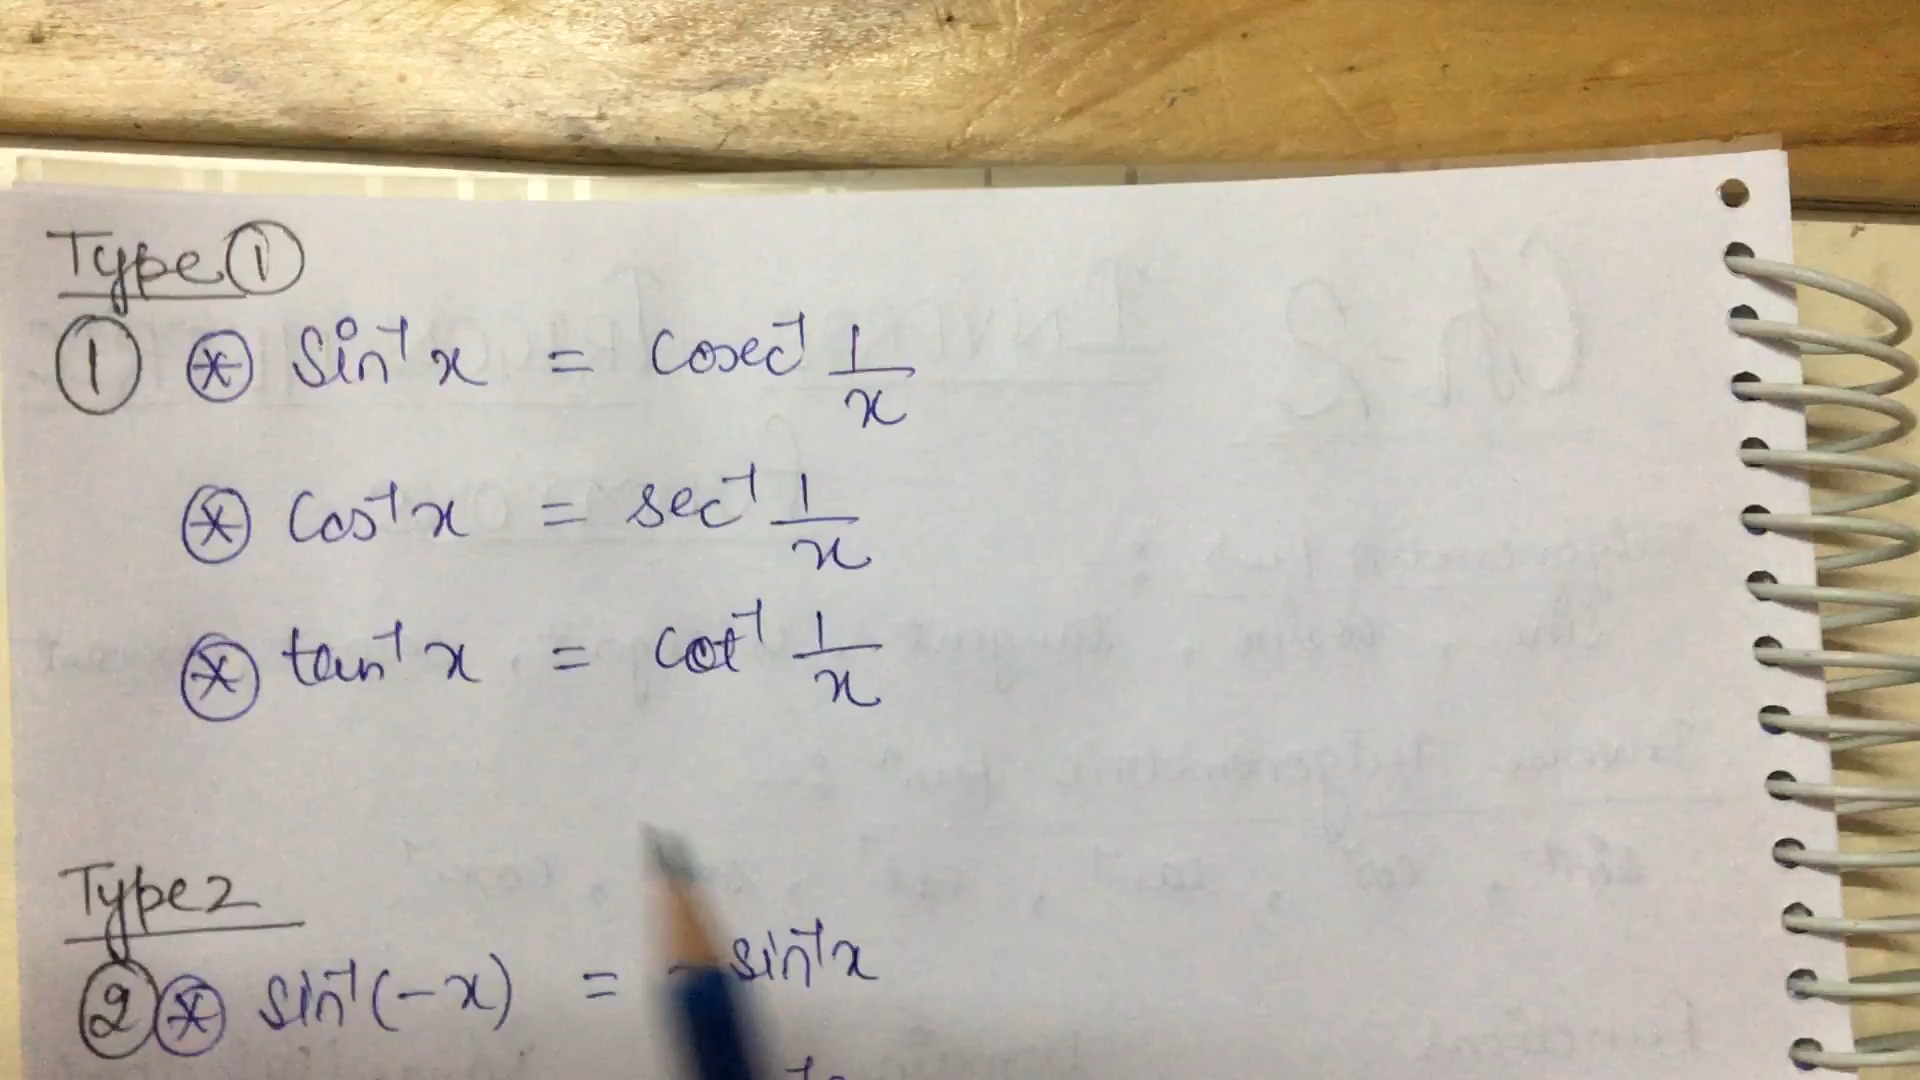 Type ①
① ⊛ sin⁻¹ x = cosec⁻¹ 1/x
⊛ cos⁻¹ x = sec⁻¹ 1/x
⊛ tan⁻¹ x = cot⁻¹ 1/x
Type 2
② ⊛ sin⁻¹(-x) = - sin⁻¹ x